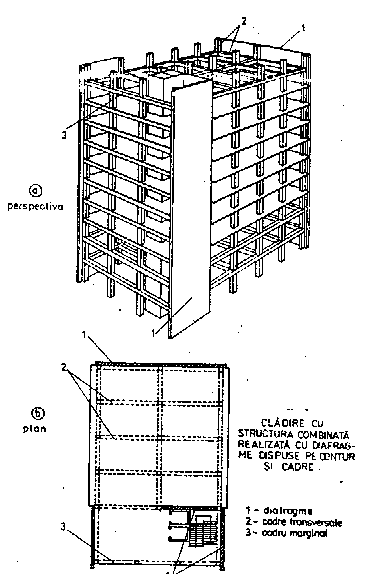 1
2
3
a
perspectiva
1
1
2
b
plan
3
CLĂDIRE CU
STRUCTURA COMBINATĂ
REALIZATĂ CU DIAFRAG-
ME DISPUSE PE CONTUR
ȘI CADRE.
1 - diafragme
2 - cadre transversale
3 - cadru marginal